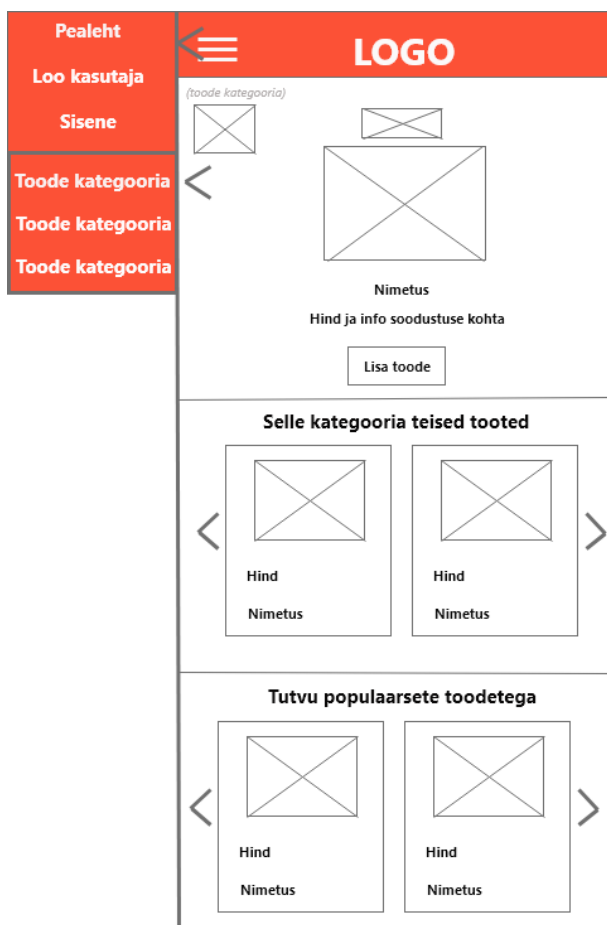 Pealeht
Loo kasutaja
Sisene
Toode kategooria
Toode kategooria
Toode kategooria
LOGO
(toode kategooria)
Nimetus
Hind ja info soodustuse kohta
Lisa toode
Selle kategooria teised tooted
Hind
Nimetus
Hind
Nimetus
Tutvu populaarsete toodetega
Hind
Nimetus
Hind
Nimetus